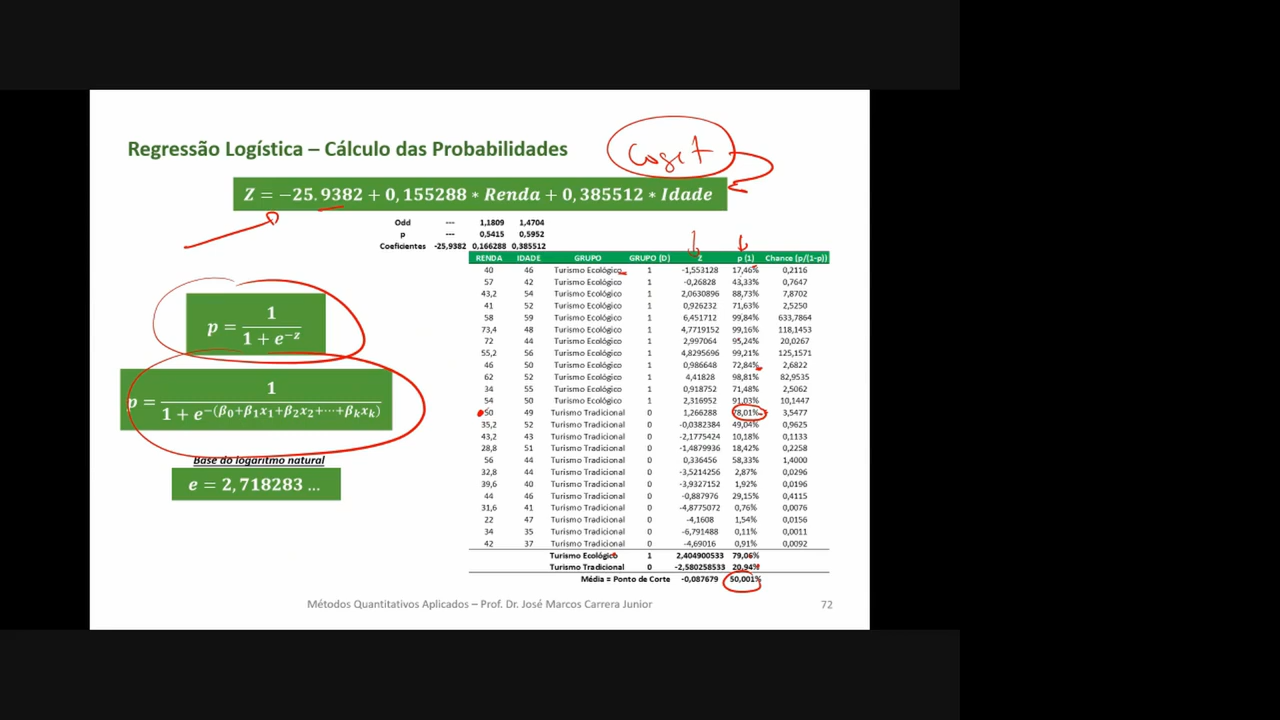 Regressão Logística – Cálculo das Probabilidades
Logit
Z = −25.9382 + 0,155288 ∗ Renda + 0,385512 ∗ Idade
Odd --- 1,1809 1,4704
p --- 0,5415 0,5952
Coeficientes -25,9382 0,166288 0,385512
RENDA IDADE GRUPO GRUPO (D) Z p (1) Chance (p/(1-p))
40 46 Turismo Ecológico 1 -1,553128 17,46% 0,2116
57 42 Turismo Ecológico 1 -0,26828 43,33% 0,7647
43,2 54 Turismo Ecológico 1 2,0630896 88,73% 7,8702
41 52 Turismo Ecológico 1 0,926232 71,63% 2,5250
58 59 Turismo Ecológico 1 6,451712 99,84% 633,7864
73,4 48 Turismo Ecológico 1 4,7719152 99,16% 118,1453
72 44 Turismo Ecológico 1 2,997064 95,24% 20,0267
55,2 56 Turismo Ecológico 1 4,8295696 99,21% 125,1571
46 50 Turismo Ecológico 1 0,986648 72,84% 2,6822
62 52 Turismo Ecológico 1 4,41828 98,81% 82,9535
34 55 Turismo Ecológico 1 0,918752 71,48% 2,5062
54 50 Turismo Ecológico 1 2,316952 91,03% 10,1447
50 49 Turismo Tradicional 0 1,266288 78,01% 3,5477
35,2 52 Turismo Tradicional 0 -0,0382384 49,04% 0,9625
43,2 43 Turismo Tradicional 0 -2,1775424 10,18% 0,1133
28,8 51 Turismo Tradicional 0 -1,4879936 18,42% 0,2258
56 44 Turismo Tradicional 0 0,336456 58,33% 1,4000
32,8 44 Turismo Tradicional 0 -3,5214256 2,87% 0,0296
39,6 40 Turismo Tradicional 0 -3,9327152 1,92% 0,0196
44 46 Turismo Tradicional 0 -0,887976 29,15% 0,4115
31,6 41 Turismo Tradicional 0 -4,8775072 0,76% 0,0076
22 47 Turismo Tradicional 0 -4,1608 1,54% 0,0156
34 35 Turismo Tradicional 0 -6,791488 0,11% 0,0011
42 37 Turismo Tradicional 0 -4,69016 0,91% 0,0092
Turismo Ecológico 1 2,404900533 79,06%
Turismo Tradicional 0 -2,580258533 20,94%
Média = Ponto de Corte -0,087679 50,001%
p = 1 / (1 + e^−z)
p = 1 / (1 + e^−(β₀+β₁x₁+β₂x₂+⋯+βₖxₖ))
Base do logaritmo natural
e = 2,718283 …
Métodos Quantitativos Aplicados – Prof. Dr. José Marcos Carrera Junior
72